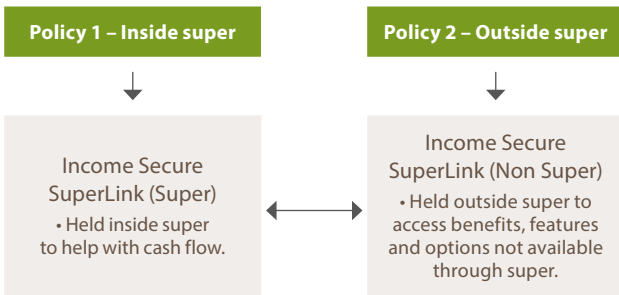 Policy 1 – Inside super
Policy 2 – Outside super
Income Secure
SuperLink (Super)
• Held inside super
to help with cash flow.
Income Secure
SuperLink (Non Super)
• Held outside super to
access benefits, features
and options not available
through super.